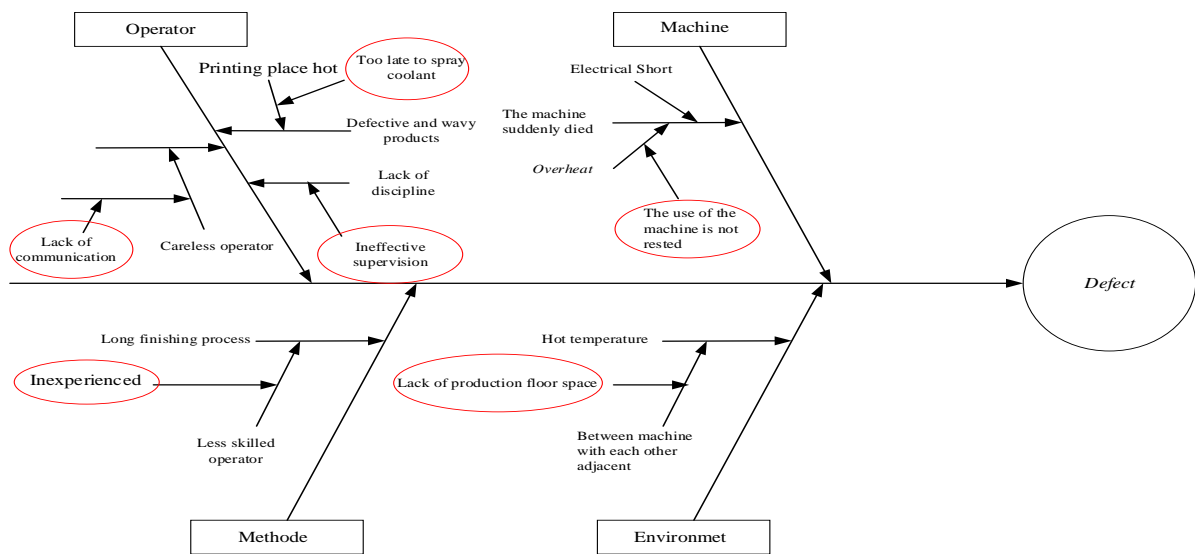 Operator
Machine
Printing place hot
Too late to spray
coolant
Electrical Short
Defective and wavy
products
The machine
suddenly died
Overheat
Lack of
discipline
The use of the
machine is not
rested
Lack of
communication
Careless operator
Ineffective
supervision
Defect
Long finishing process
Hot temperature
Inexperienced
Lack of production floor space
Less skilled
operator
Between machine
with each other
adjacent
Methode
Environmet